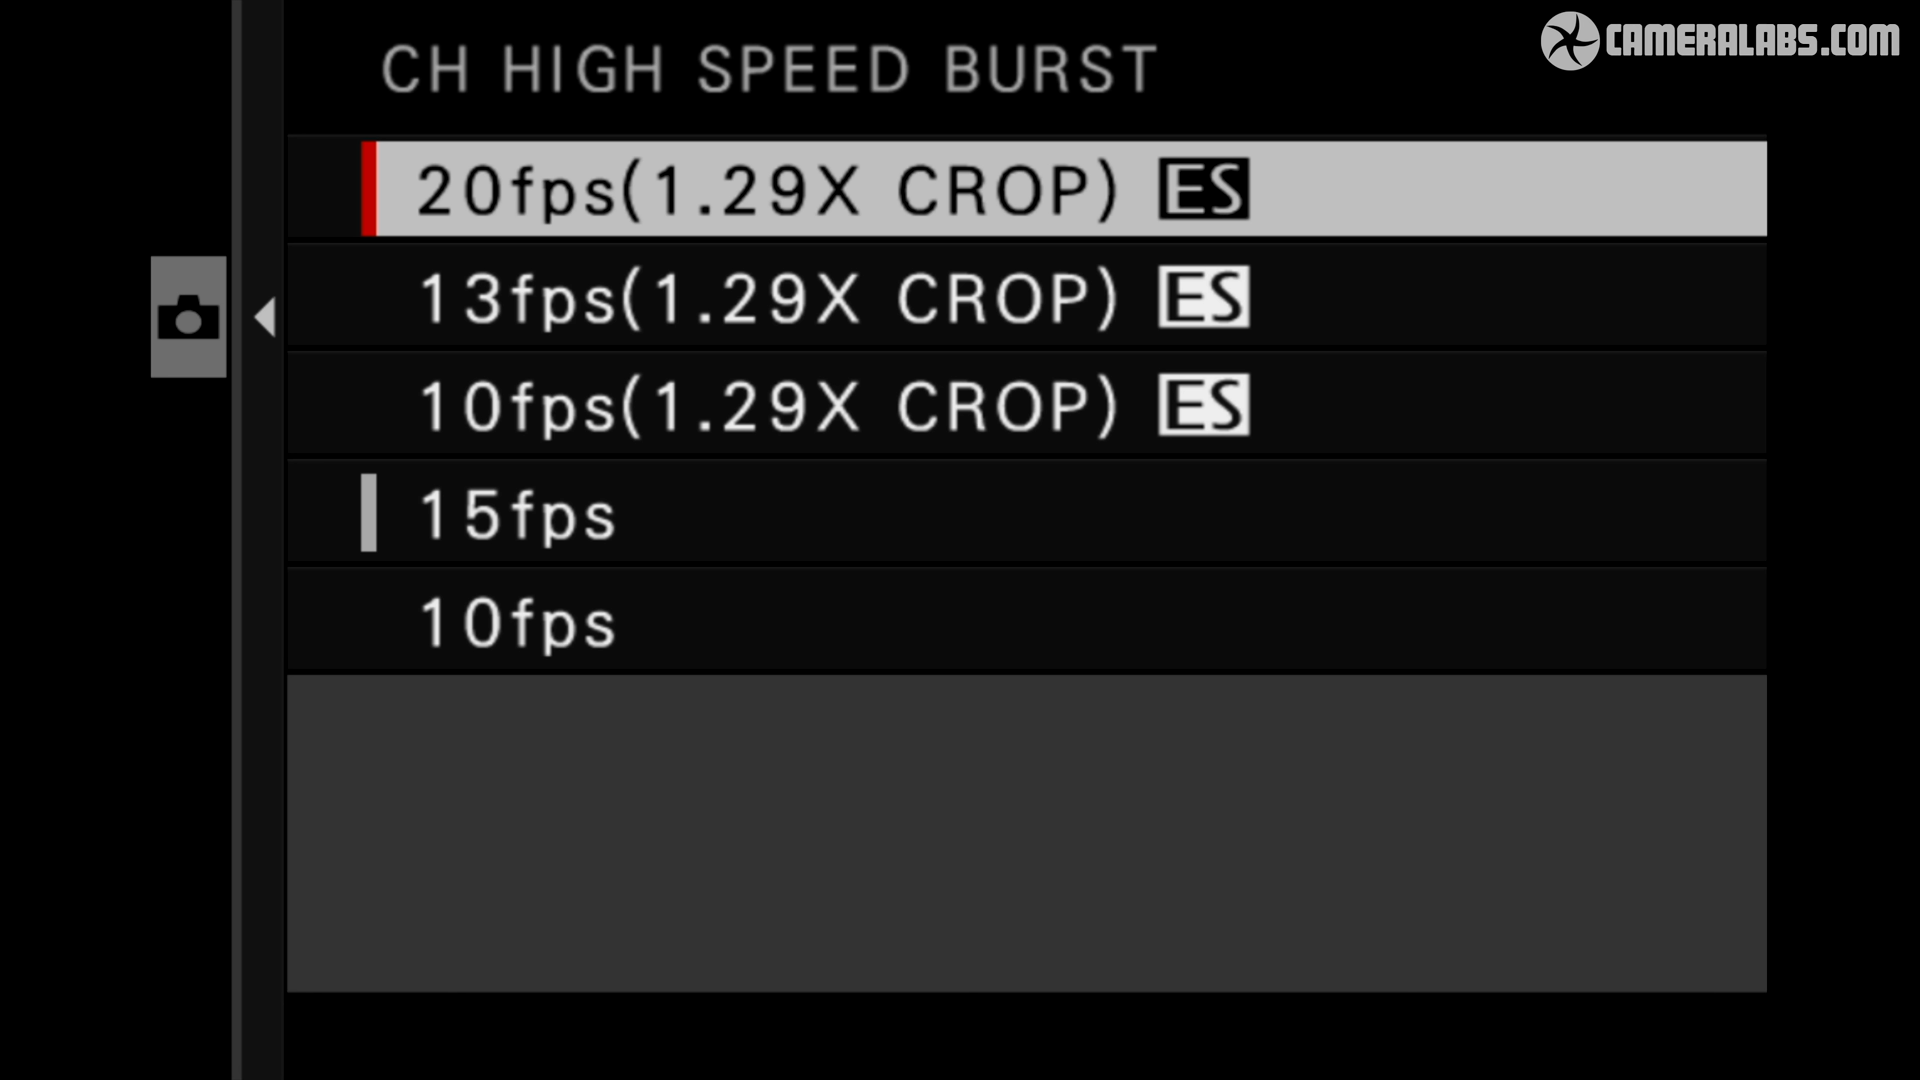 CAMERALABS.COM
CH HIGH SPEED BURST
20fps(1.29X CROP) ES
13fps(1.29X CROP) ES
10fps(1.29X CROP) ES
15fps
10fps